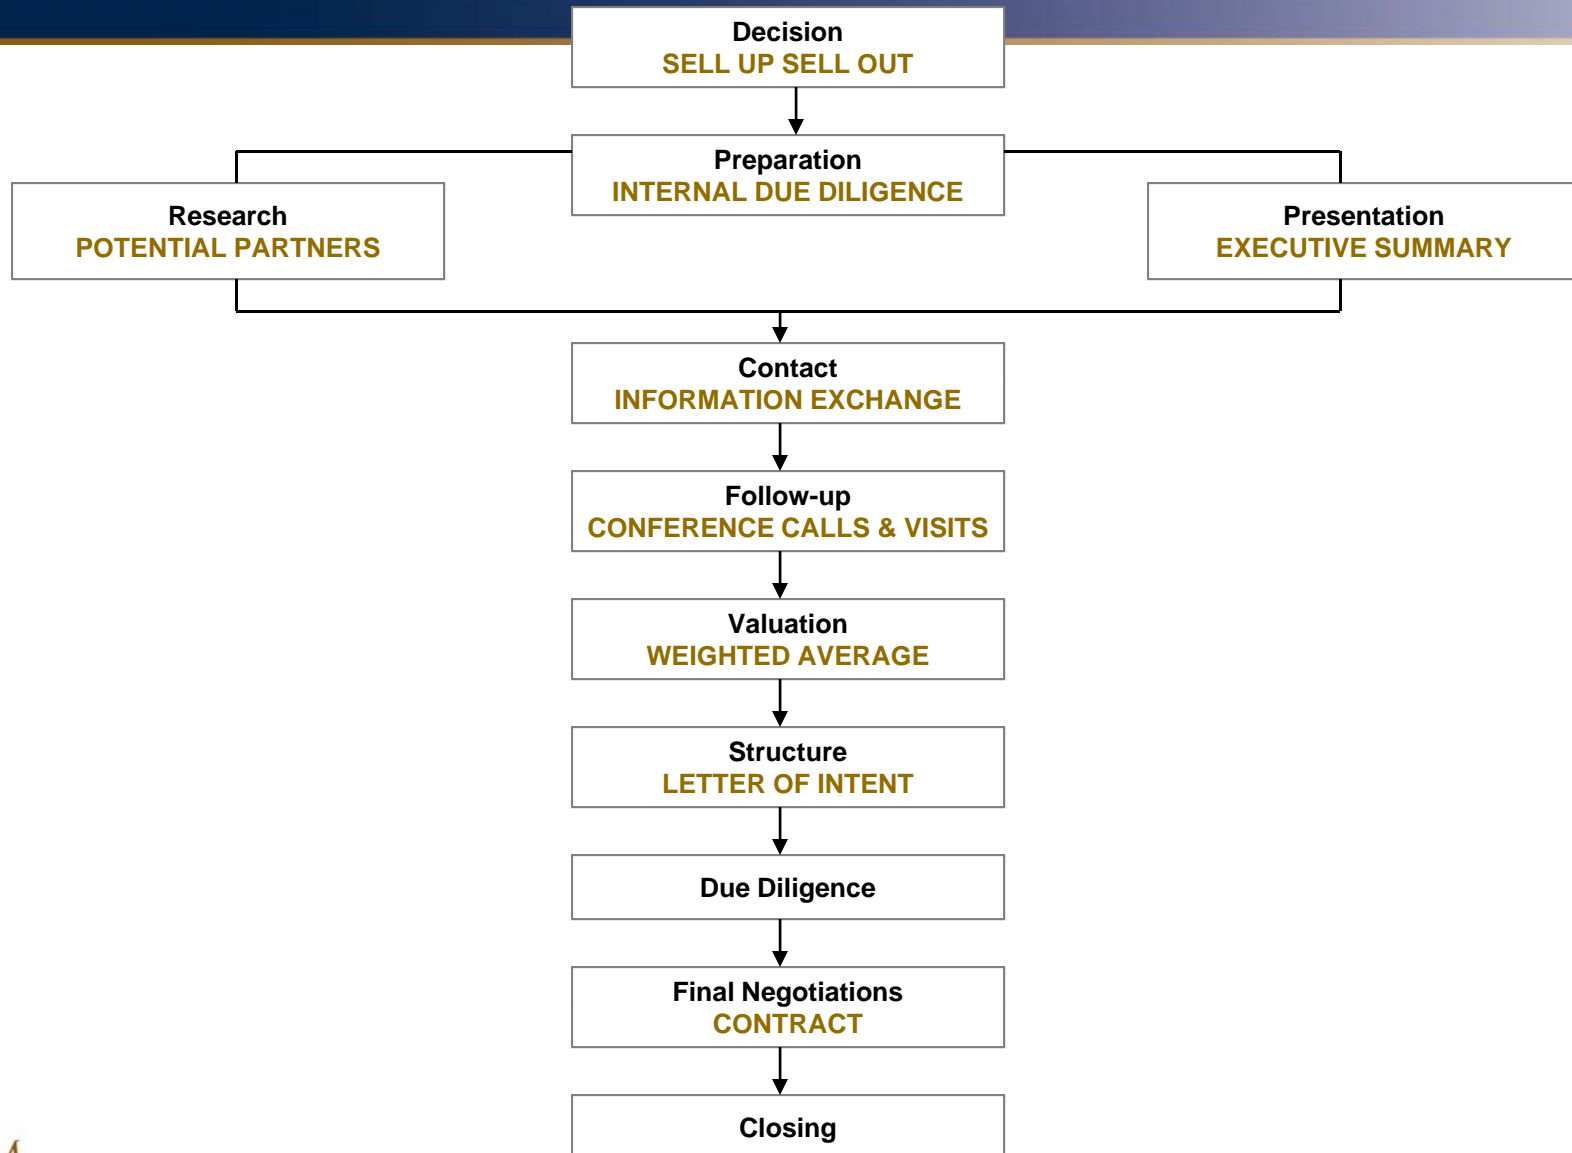 Decision
SELL UP SELL OUT
Preparation
INTERNAL DUE DILIGENCE
Research
POTENTIAL PARTNERS
Presentation
EXECUTIVE SUMMARY
Contact
INFORMATION EXCHANGE
Follow-up
CONFERENCE CALLS & VISITS
Valuation
WEIGHTED AVERAGE
Structure
LETTER OF INTENT
Due Diligence
Final Negotiations
CONTRACT
Closing